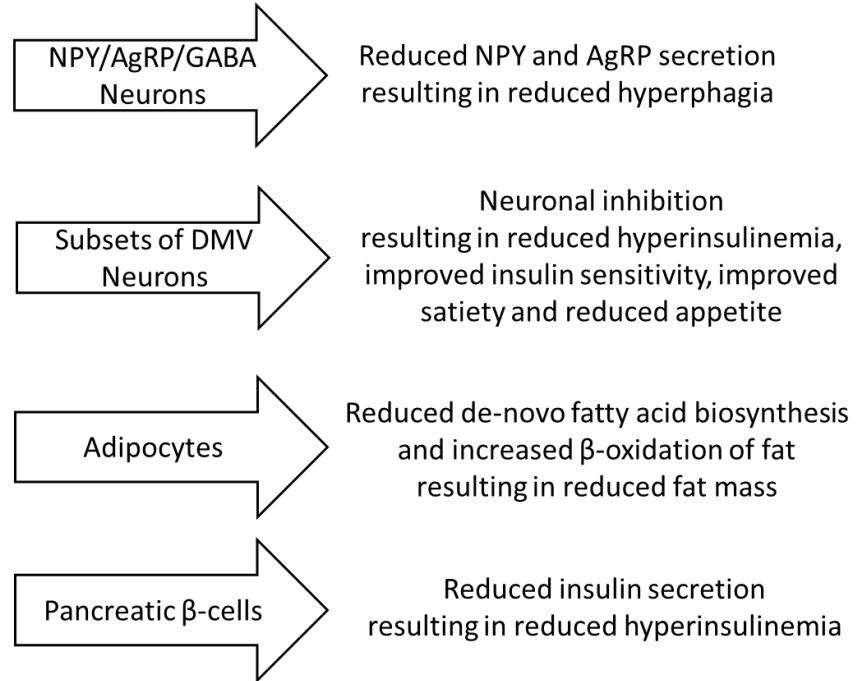 NPY/AgRP/GABA
Neurons
Reduced NPY and AgRP secretion
resulting in reduced hyperphagia
Subsets of DMV
Neurons
Neuronal inhibition
resulting in reduced hyperinsulinemia,
improved insulin sensitivity, improved
satiety and reduced appetite
Adipocytes
Reduced de-novo fatty acid biosynthesis
and increased β-oxidation of fat
resulting in reduced fat mass
Pancreatic β-cells
Reduced insulin secretion
resulting in reduced hyperinsulinemia